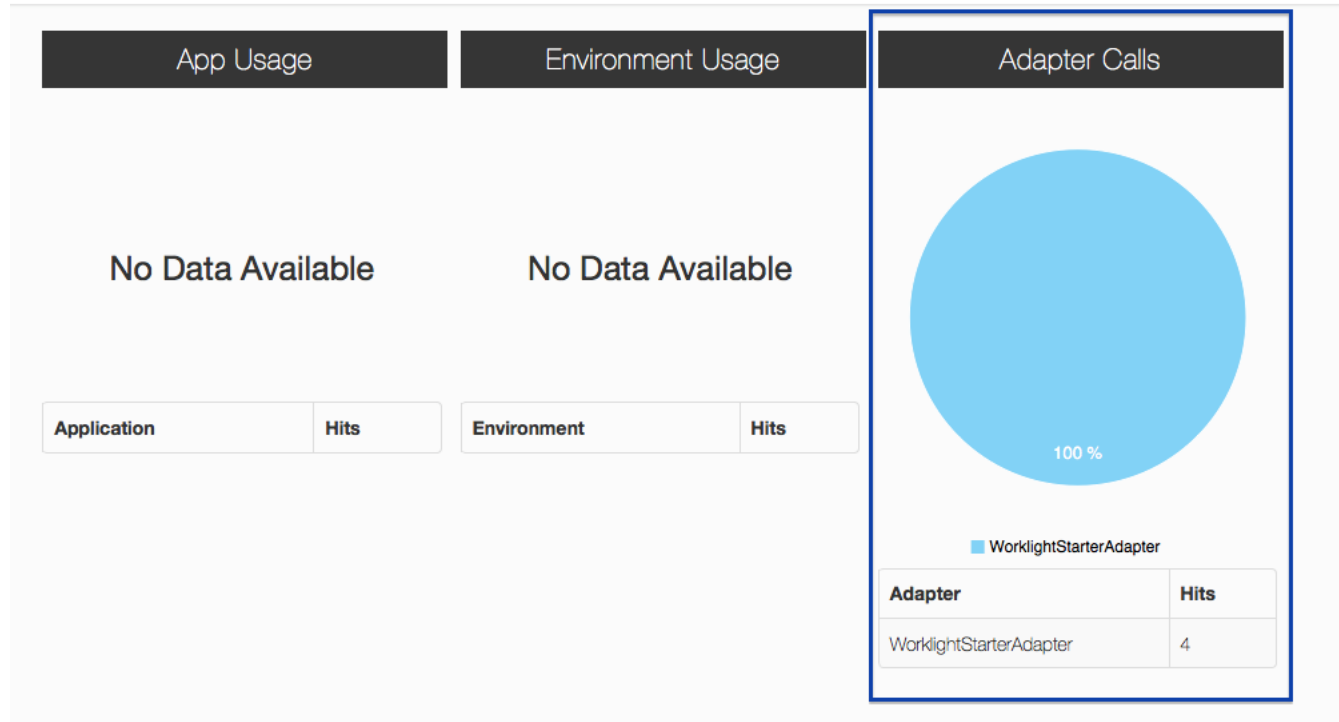 App Usage
No Data Available
Application Hits
Environment Usage
No Data Available
Environment Hits
Adapter Calls
100 %
WorklightStarterAdapter
Adapter Hits
WorklightStarterAdapter 4